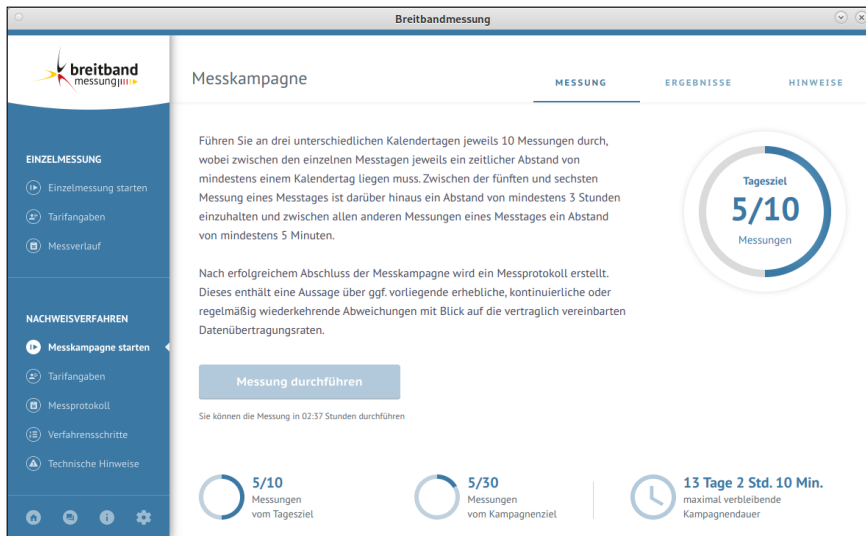 Breitbandmessung
breitband
messung
EINZELMESSUNG
Einzelmessung starten
Tarifangaben
Messverlauf
NACHWEISVERFAHREN
Messkampagne starten
Tarifangaben
Messprotokoll
Verfahrensschritte
Technische Hinweise
Messkampagne
MESSUNG
ERGEBNISSE
HINWEISE
Führen Sie an drei unterschiedlichen Kalendertagen jeweils 10 Messungen durch,
wobei zwischen den einzelnen Messtagen jeweils ein zeitlicher Abstand von
mindestens einem Kalendertag liegen muss. Zwischen der fünften und sechsten
Messung eines Messtages ist darüber hinaus ein Abstand von mindestens 3 Stunden
einzuhalten und zwischen allen anderen Messungen eines Messtages ein Abstand
von mindestens 5 Minuten.
Nach erfolgreichem Abschluss der Messkampagne wird ein Messprotokoll erstellt.
Dieses enthält eine Aussage über ggf. vorliegende erhebliche, kontinuierliche oder
regelmäßig wiederkehrende Abweichungen mit Blick auf die vertraglich vereinbarten
Datenübertragungsraten.
Tagesziel
5/10
Messungen
Messung durchführen
Sie können die Messung in 02:37 Stunden durchführen
5/10
Messungen
vom Tagesziel
5/30
Messungen
vom Kampagnenziel
13 Tage 2 Std. 10 Min.
maximal verbleibende
Kampagnendauer